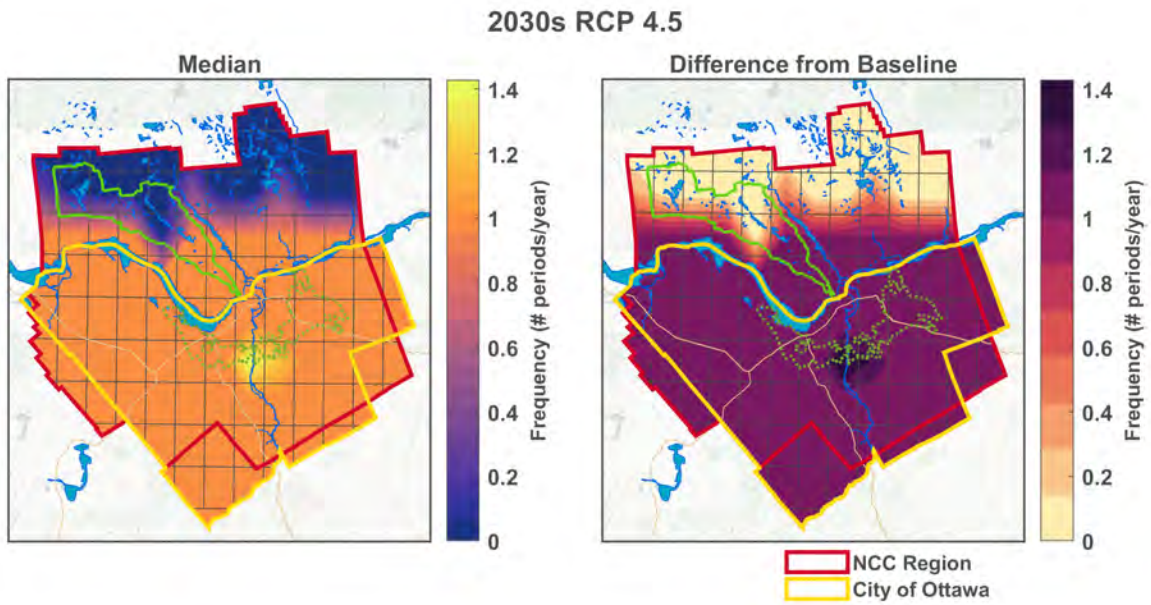 2030s RCP 4.5
Median
1.4
1.2
1
0.8
0.6
0.4
0.2
0
Frequency (# periods/year)
Difference from Baseline
1.4
1.2
1
0.8
0.6
0.4
0.2
0
Frequency (# periods/year)
NCC Region
City of Ottawa